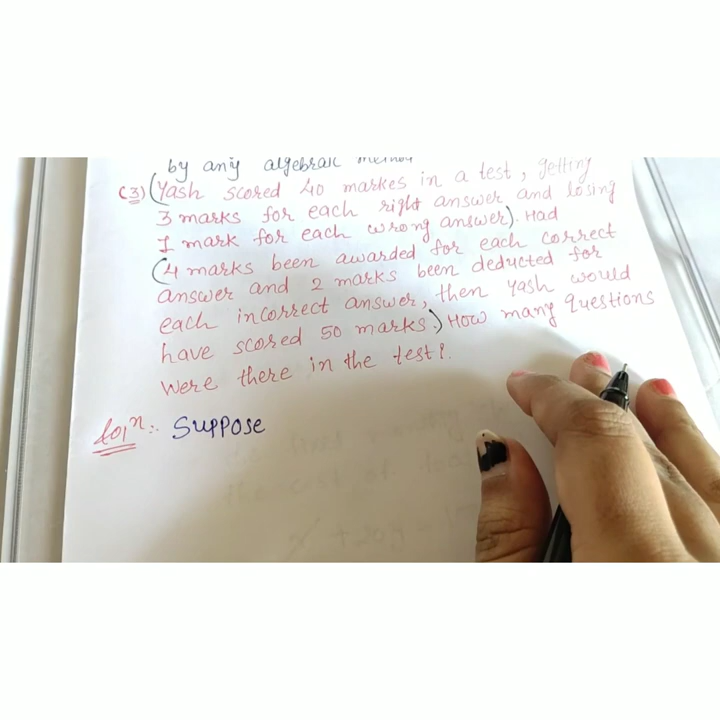 by any algebraic method
(3) (Yash scored 40 markes in a test, getting
3 marks for each right answer and losing
1 mark for each wrong answer). Had
(4 marks been awarded for each correct
answer and 2 marks been deducted for
each incorrect answer, then Yash would
have scored 50 marks.) How many questions
were there in the test?.
Solⁿ:- Suppose